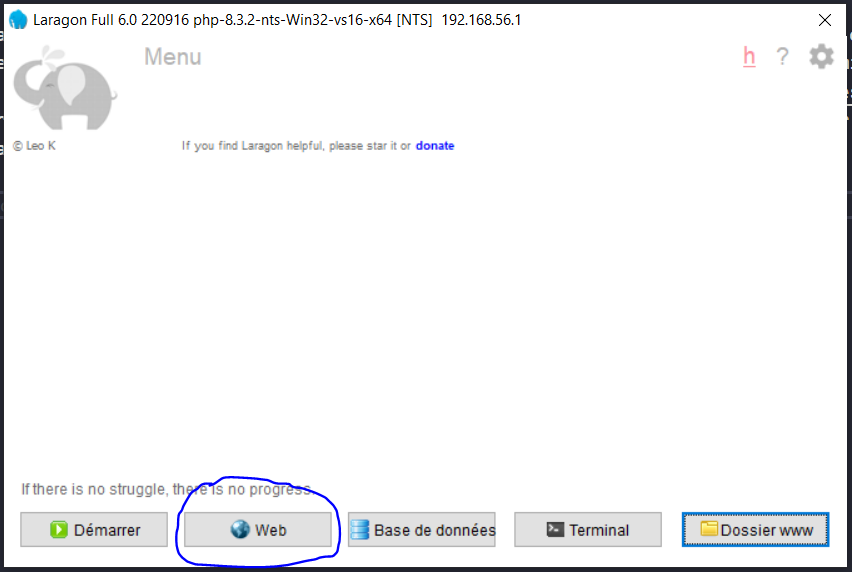 Laragon Full 6.0 220916 php-8.3.2-nts-Win32-vs16-x64 [NTS]  192.168.56.1
Menu
h ?
© Leo K
If you find Laragon helpful, please star it or donate
If there is no struggle, there is no progress.
Démarrer
Web
Base de données
Terminal
Dossier www